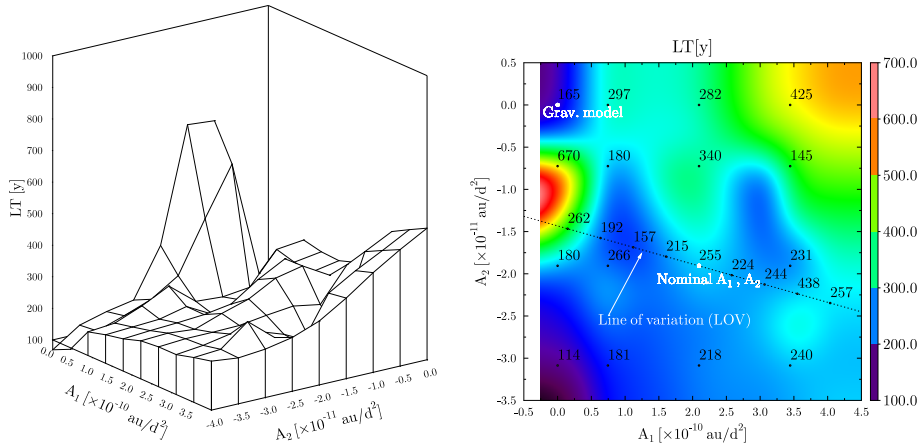 1000
900
800
700
600
500
400
300
200
100
LT [y]
0.0
0.5
1.0
1.5
2.0
2.5
3.0
3.5
A₁ [×10⁻¹⁰ au/d²]
-4.0
-3.5
-3.0
-2.5
-2.0
-1.5
-1.0
-0.5
0.0
A₂ [×10⁻¹¹ au/d²]
LT[y]
0.5
0.0
-0.5
-1.0
-1.5
-2.0
-2.5
-3.0
-3.5
A₂ [×10⁻¹¹ au/d²]
165 297 282 425
Grav. model
670 180 340 145
262 192 157 215 255 224 244 438 257
180 266 231
Nominal A₁ , A₂
Line of variation (LOV)
114 181 218 240
-0.5 0.0 0.5 1.0 1.5 2.0 2.5 3.0 3.5 4.0 4.5
A₁ [×10⁻¹⁰ au/d²]
700.0
600.0
500.0
400.0
300.0
200.0
100.0